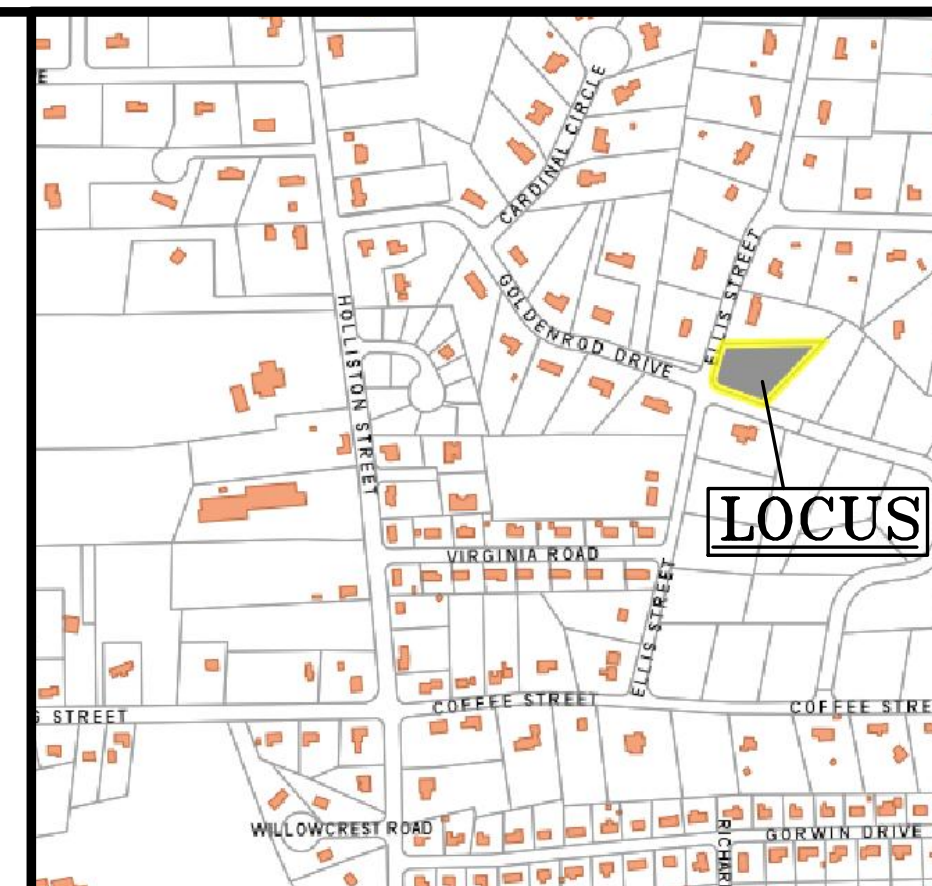 E
CARDINAL CIRCLE
ELLIS STREET
GOLDENROD DRIVE
HOLLISTON STREET
LOCUS
VIRGINIA ROAD
ELLIS STREET
COFFEE STREET
COFFEE STRE
G STREET
WILLOWCREST ROAD
GORWIN DRIVE
RICHAR